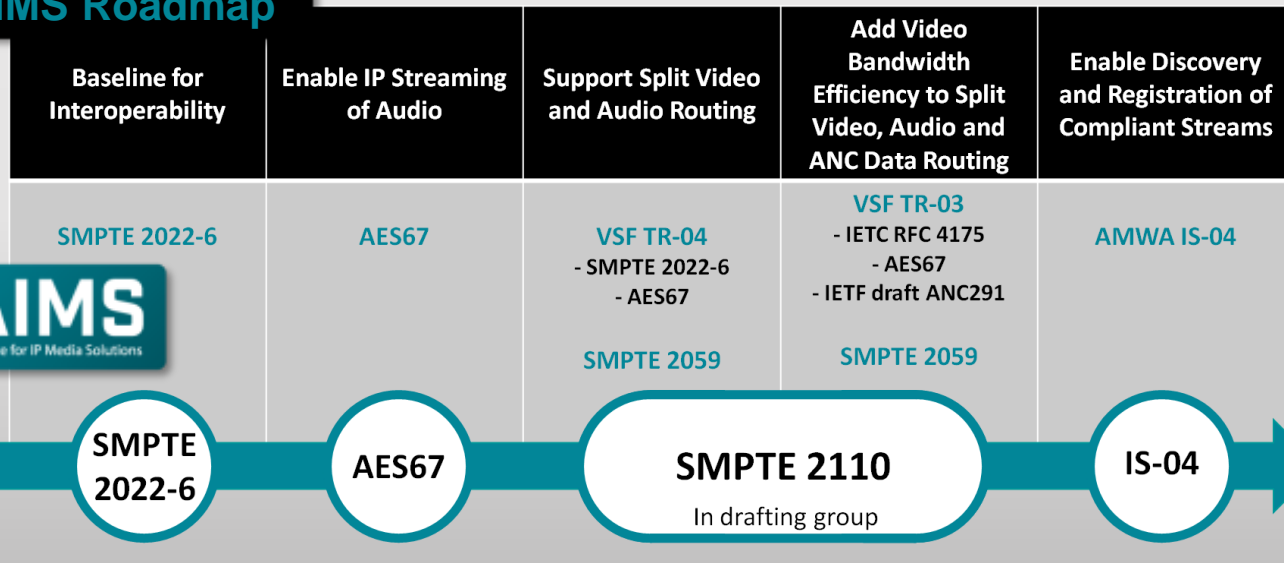 IMS Roadmap
Baseline for
Interoperability
Enable IP Streaming
of Audio
Support Split Video
and Audio Routing
Add Video
Bandwidth
Efficiency to Split
Video, Audio and
ANC Data Routing
Enable Discovery
and Registration of
Compliant Streams
SMPTE 2022-6
AES67
VSF TR-04
- SMPTE 2022-6
- AES67
SMPTE 2059
VSF TR-03
- IETC RFC 4175
- AES67
- IETF draft ANC291
SMPTE 2059
AMWA IS-04
AIMS
e for IP Media Solutions
SMPTE
2022-6
AES67
SMPTE 2110
In drafting group
IS-04